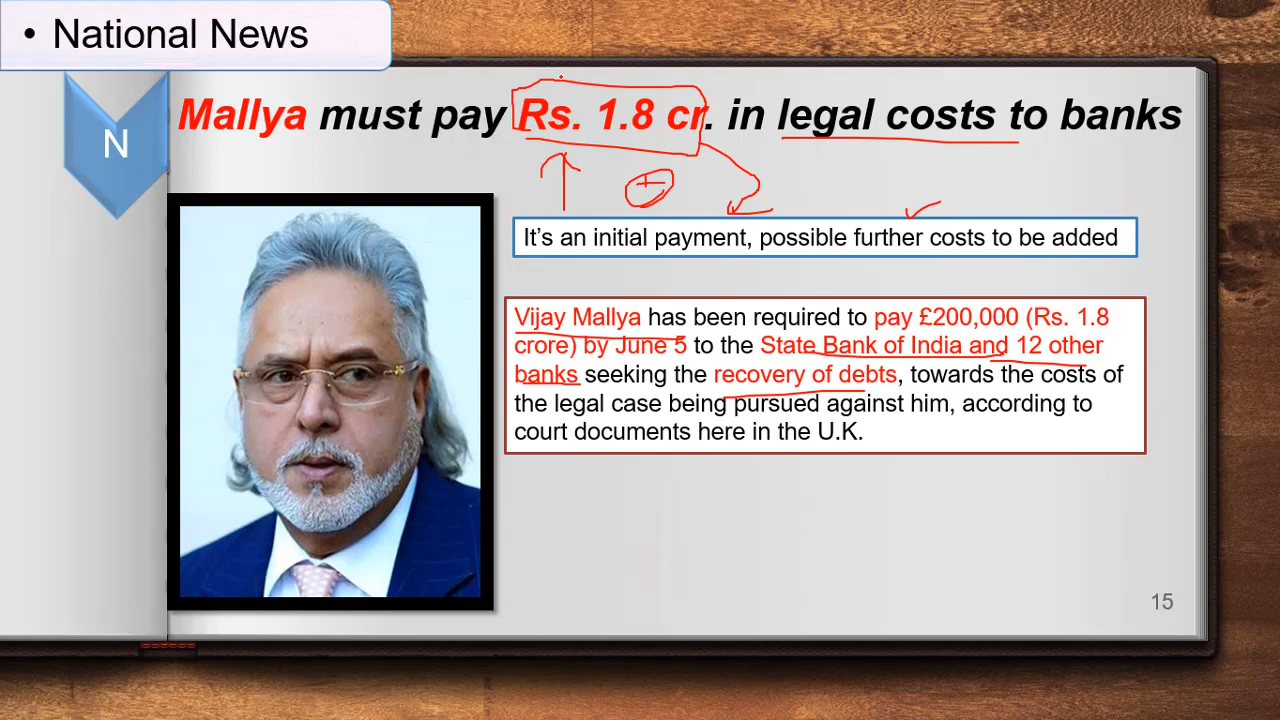 • National News
N
Mallya must pay Rs. 1.8 cr. in legal costs to banks
It’s an initial payment, possible further costs to be added
Vijay Mallya has been required to pay £200,000 (Rs. 1.8
crore) by June 5 to the State Bank of India and 12 other
banks seeking the recovery of debts, towards the costs of
the legal case being pursued against him, according to
court documents here in the U.K.
15